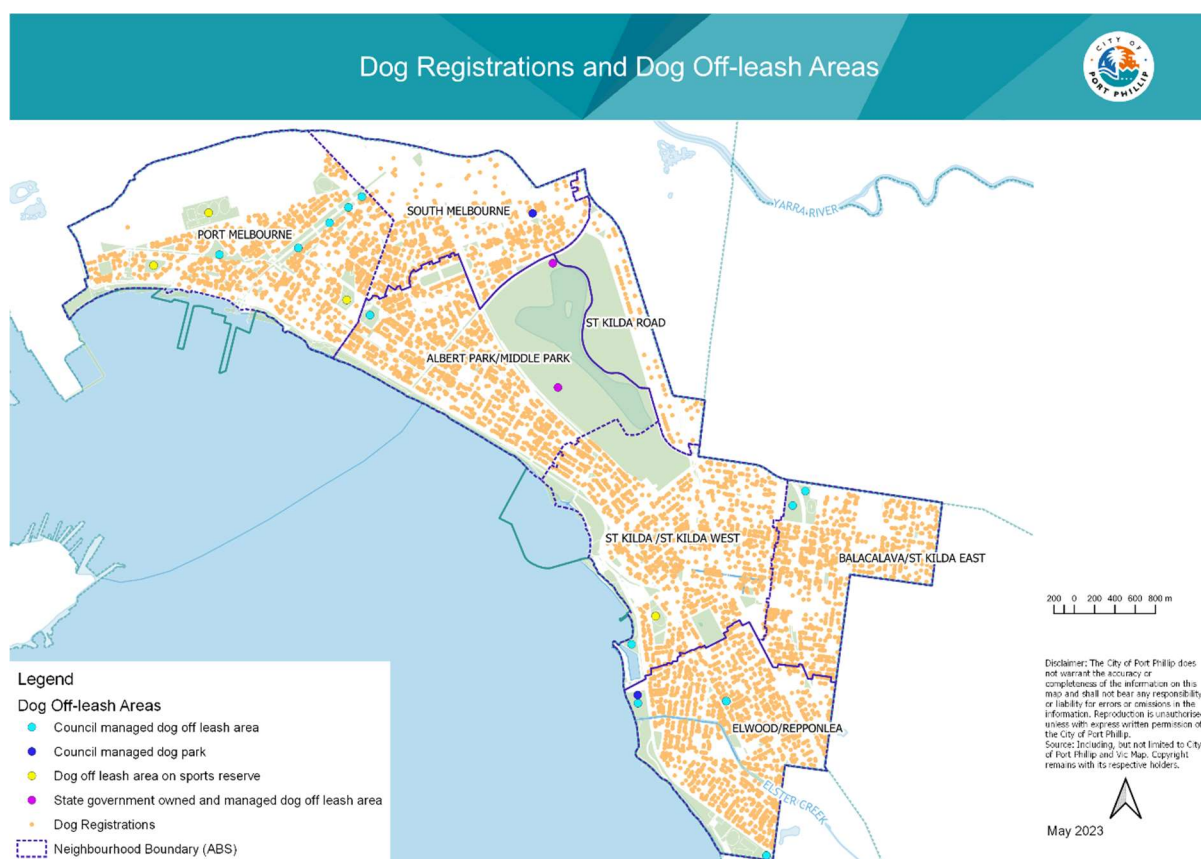 Dog Registrations and Dog Off-leash Areas
CITY OF
PORT PHILLIP
YARRA RIVER
SOUTH MELBOURNE
PORT MELBOURNE
ST KILDA ROAD
ALBERT PARK/MIDDLE PARK
ST KILDA /ST KILDA WEST
BALACALAVA/ST KILDA EAST
ELWOOD/REPPONLEA
ELSTER CREEK
200 0 200 400 600 800 m
Disclaimer: The City of Port Phillip does
not warrant the accuracy or
completeness of the information on this
map and shall not bear any responsibility
or liability for errors or omissions in the
information. Reproduction is unauthorise
unless with express written permission of
the City of Port Phillip.
Source: Including, but not limited to City
of Port Phillip and Vic Map. Copyright
remains with its respective holders.
May 2023
Legend
Dog Off-leash Areas
Council managed dog off leash area
Council managed dog park
Dog off leash area on sports reserve
State government owned and managed dog off leash area
Dog Registrations
Neighbourhood Boundary (ABS)